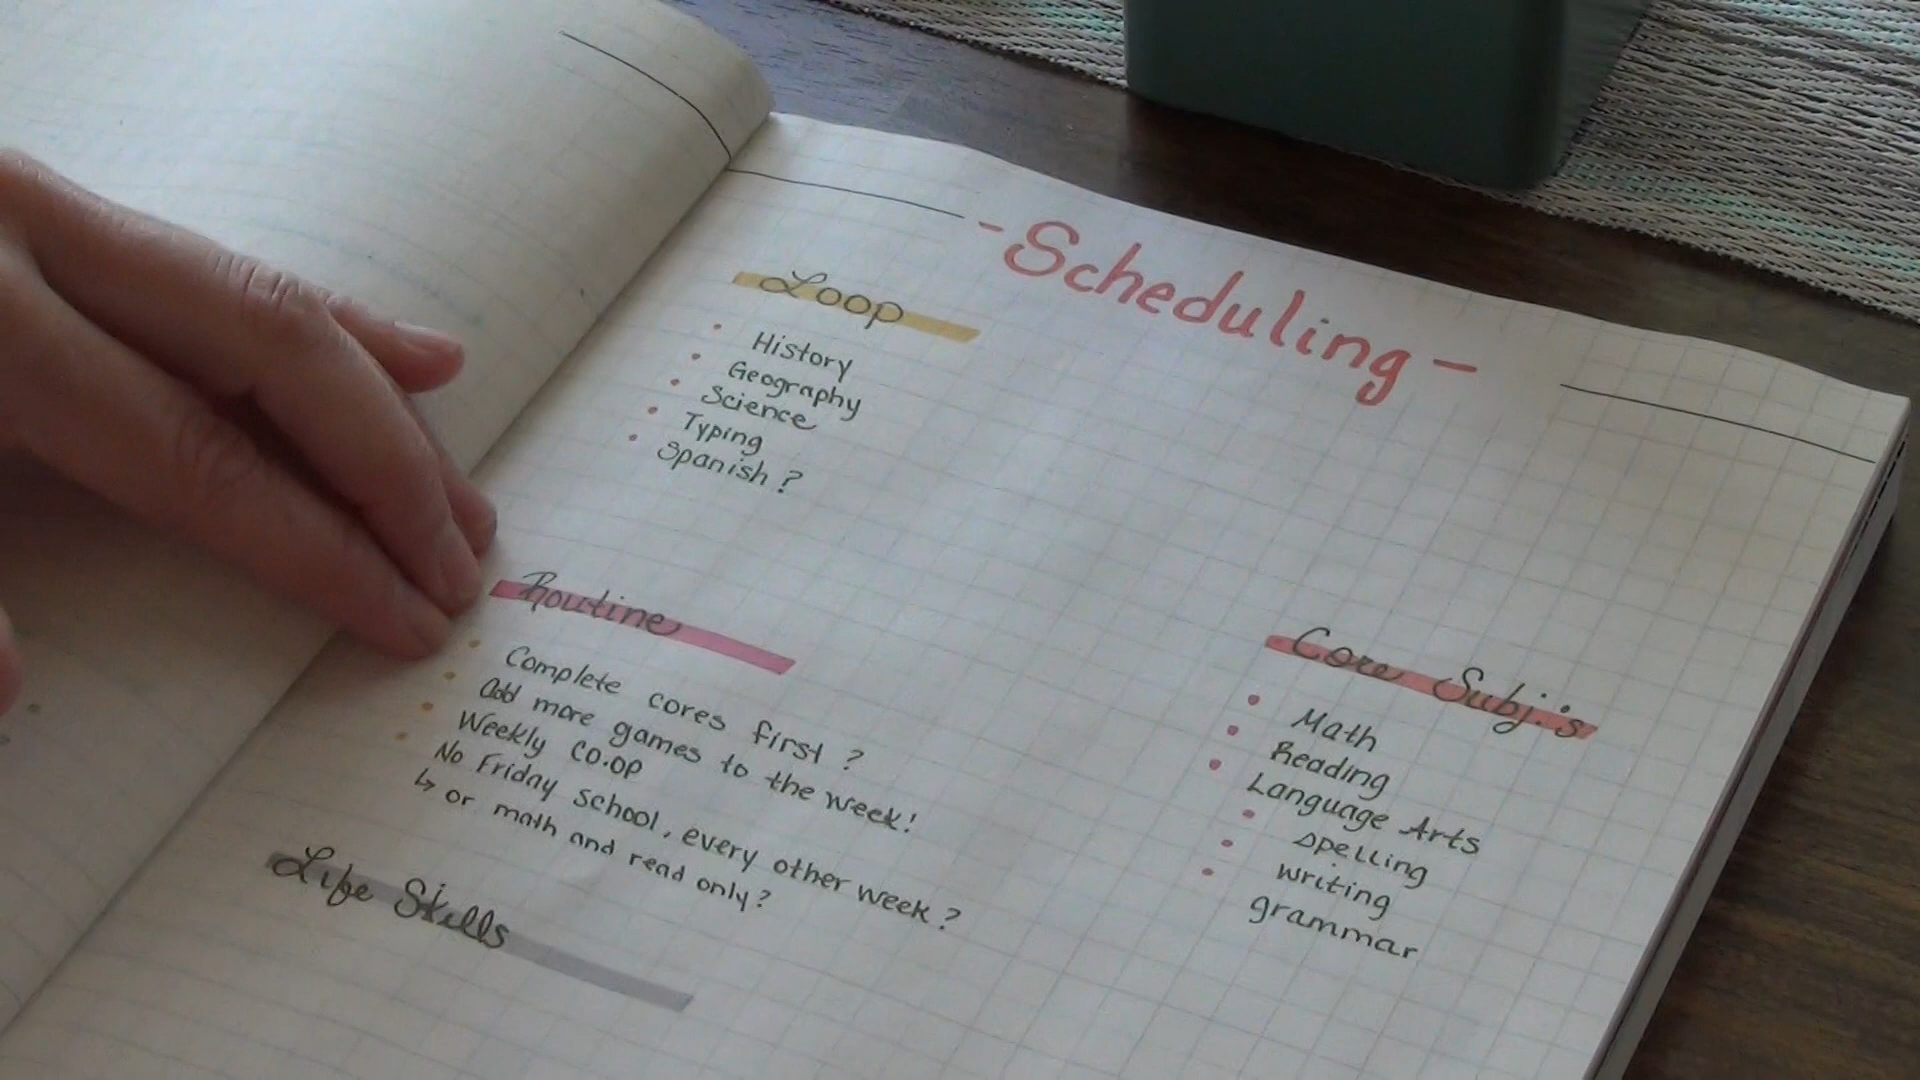 -Scheduling-
Loop
History
Geography
Science
Typing
Spanish?
Routine
Complete cores first?
Add more games to the week!
Weekly CO.OP
No Friday School, every other week?
↳ or math and read only?
Life Skills
Core Subj.'s
Math
Reading
Language Arts
spelling
writing
grammar